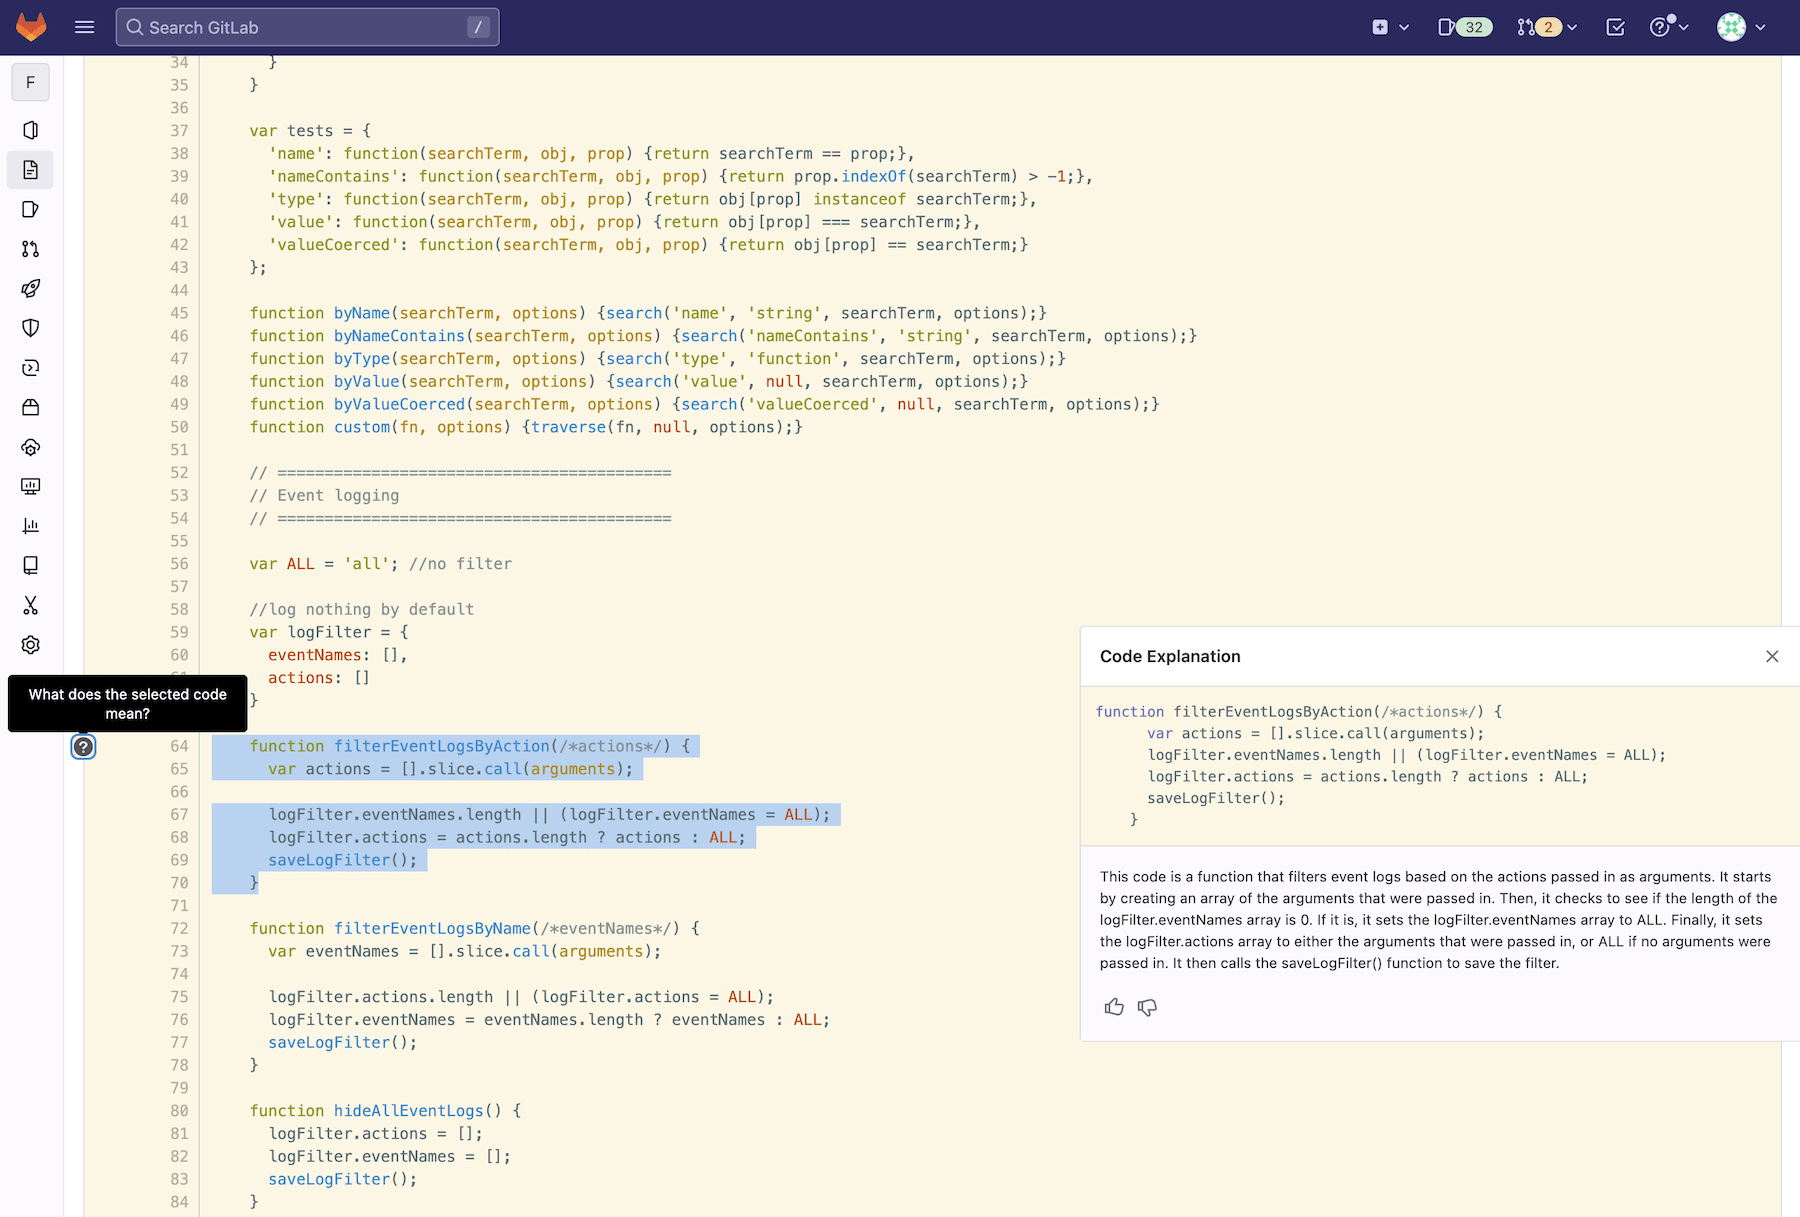 Search GitLab /
32
2
F
34 }
35 }
36
37 var tests = {
38 'name': function(searchTerm, obj, prop) {return searchTerm == prop;},
39 'nameContains': function(searchTerm, obj, prop) {return prop.indexOf(searchTerm) > -1;},
40 'type': function(searchTerm, obj, prop) {return obj[prop] instanceof searchTerm;},
41 'value': function(searchTerm, obj, prop) {return obj[prop] === searchTerm;},
42 'valueCoerced': function(searchTerm, obj, prop) {return obj[prop] == searchTerm;}
43 };
44
45 function byName(searchTerm, options) {search('name', 'string', searchTerm, options);}
46 function byNameContains(searchTerm, options) {search('nameContains', 'string', searchTerm, options);}
47 function byType(searchTerm, options) {search('type', 'function', searchTerm, options);}
48 function byValue(searchTerm, options) {search('value', null, searchTerm, options);}
49 function byValueCoerced(searchTerm, options) {search('valueCoerced', null, searchTerm, options);}
50 function custom(fn, options) {traverse(fn, null, options);}
51
52 // ==========================================
53 // Event logging
54 // ==========================================
55
56 var ALL = 'all'; //no filter
57
58 //log nothing by default
59 var logFilter = {
60 eventNames: [],
61 actions: []
}
What does the selected code
mean?
64 function filterEventLogsByAction(/*actions*/) {
65 var actions = [].slice.call(arguments);
66
67 logFilter.eventNames.length || (logFilter.eventNames = ALL);
68 logFilter.actions = actions.length ? actions : ALL;
69 saveLogFilter();
70 }
71
72 function filterEventLogsByName(/*eventNames*/) {
73 var eventNames = [].slice.call(arguments);
74
75 logFilter.actions.length || (logFilter.actions = ALL);
76 logFilter.eventNames = eventNames.length ? eventNames : ALL;
77 saveLogFilter();
78 }
79
80 function hideAllEventLogs() {
81 logFilter.actions = [];
82 logFilter.eventNames = [];
83 saveLogFilter();
84 }
Code Explanation
function filterEventLogsByAction(/*actions*/) {
var actions = [].slice.call(arguments);
logFilter.eventNames.length || (logFilter.eventNames = ALL);
logFilter.actions = actions.length ? actions : ALL;
saveLogFilter();
}
This code is a function that filters event logs based on the actions passed in as arguments. It starts
by creating an array of the arguments that were passed in. Then, it checks to see if the length of the
logFilter.eventNames array is 0. If it is, it sets the logFilter.eventNames array to ALL. Finally, it sets
the logFilter.actions array to either the arguments that were passed in, or ALL if no arguments were
passed in. It then calls the saveLogFilter() function to save the filter.